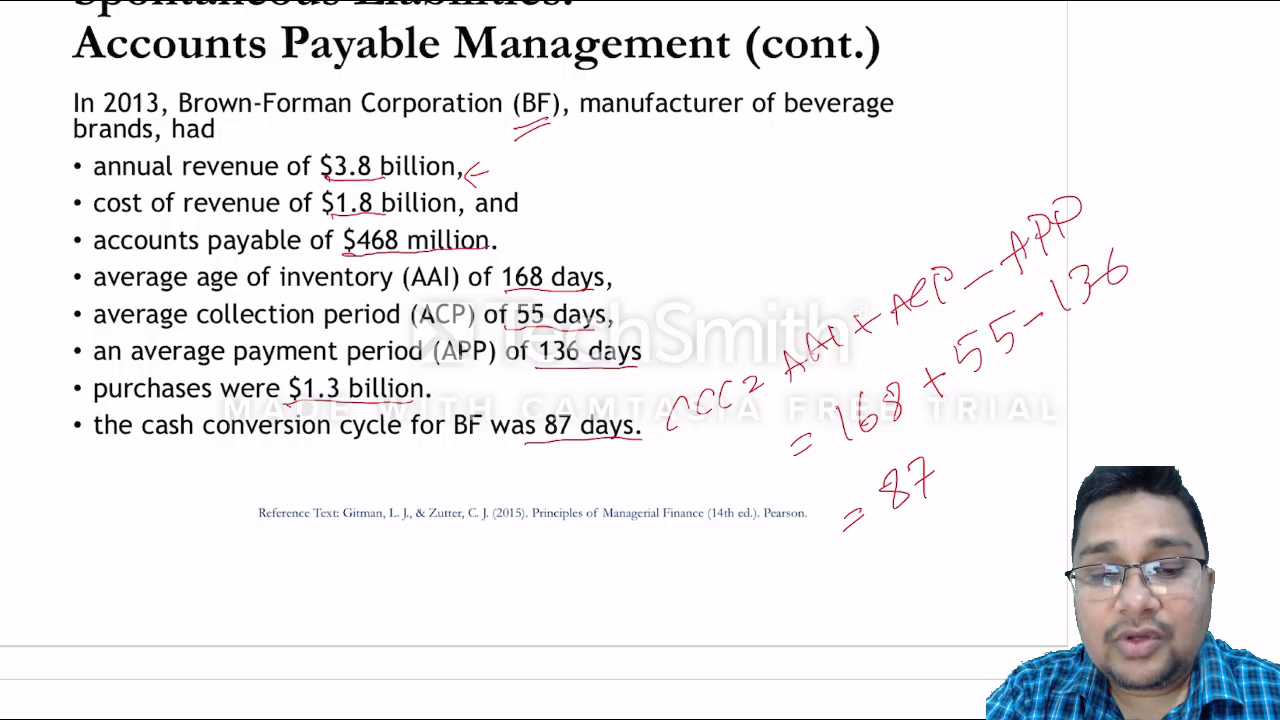 Spontaneous Liabilities:
Accounts Payable Management (cont.)
In 2013, Brown-Forman Corporation (BF), manufacturer of beverage
brands, had
• annual revenue of $3.8 billion,
• cost of revenue of $1.8 billion, and
• accounts payable of $468 million.
• average age of inventory (AAI) of 168 days,
• average collection period (ACP) of 55 days,
• an average payment period (APP) of 136 days
• purchases were $1.3 billion.
• the cash conversion cycle for BF was 87 days.
CCC = AAI + ACP - APP
= 168 + 55 - 136
= 87
TechSmith
MADE WITH CAMTASIA FREE TRIAL
Reference Text: Gitman, L. J., & Zutter, C. J. (2015). Principles of Managerial Finance (14th ed.). Pearson.